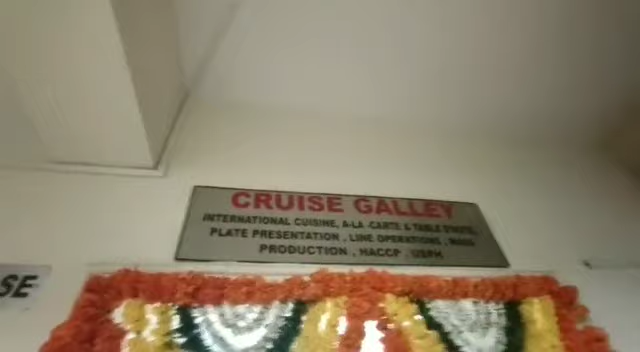 CRUISE GALLEY
INTERNATIONAL CUISINE, A-LA-CARTE & TABLE D'HOTE,
PLATE PRESENTATION , LINE OPERATIONS , MASS
PRODUCTION , HACCP , USPH
SE